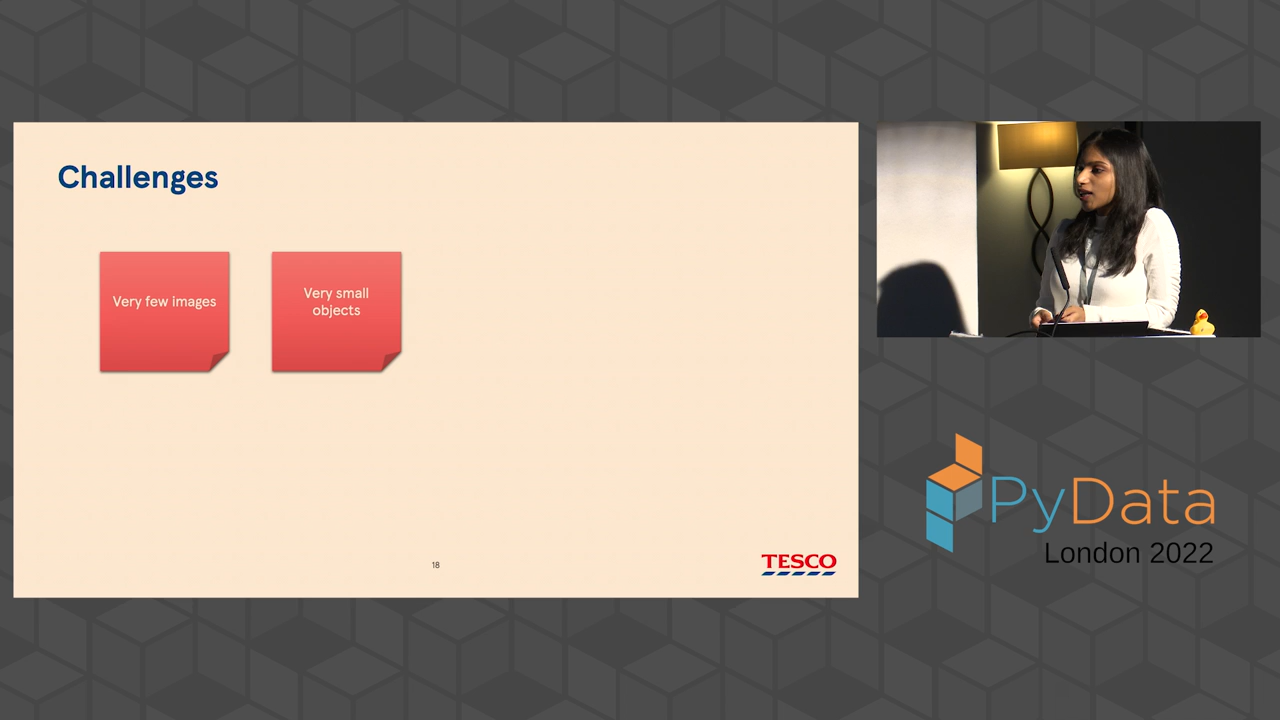 Challenges
Very few images
Very small
objects
18
TESCO
PyData
London 2022